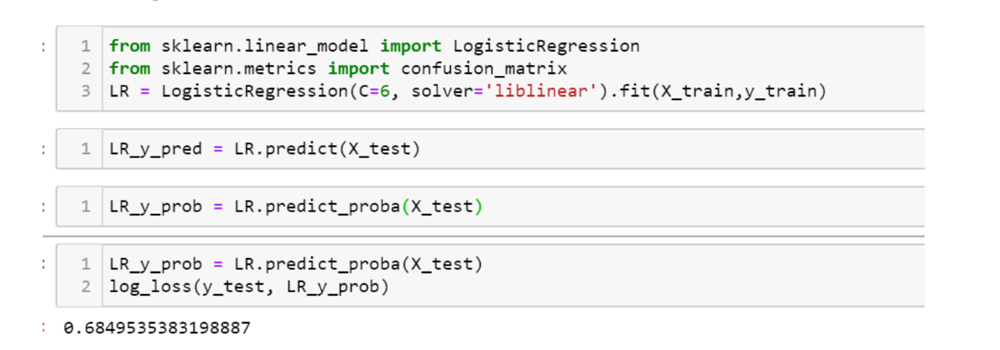 : 1 from sklearn.linear_model import LogisticRegression
2 from sklearn.metrics import confusion_matrix
3 LR = LogisticRegression(C=6, solver='liblinear').fit(X_train,y_train)
: 1 LR_y_pred = LR.predict(X_test)
: 1 LR_y_prob = LR.predict_proba(X_test)
: 1 LR_y_prob = LR.predict_proba(X_test)
2 log_loss(y_test, LR_y_prob)
: 0.6849535383198887